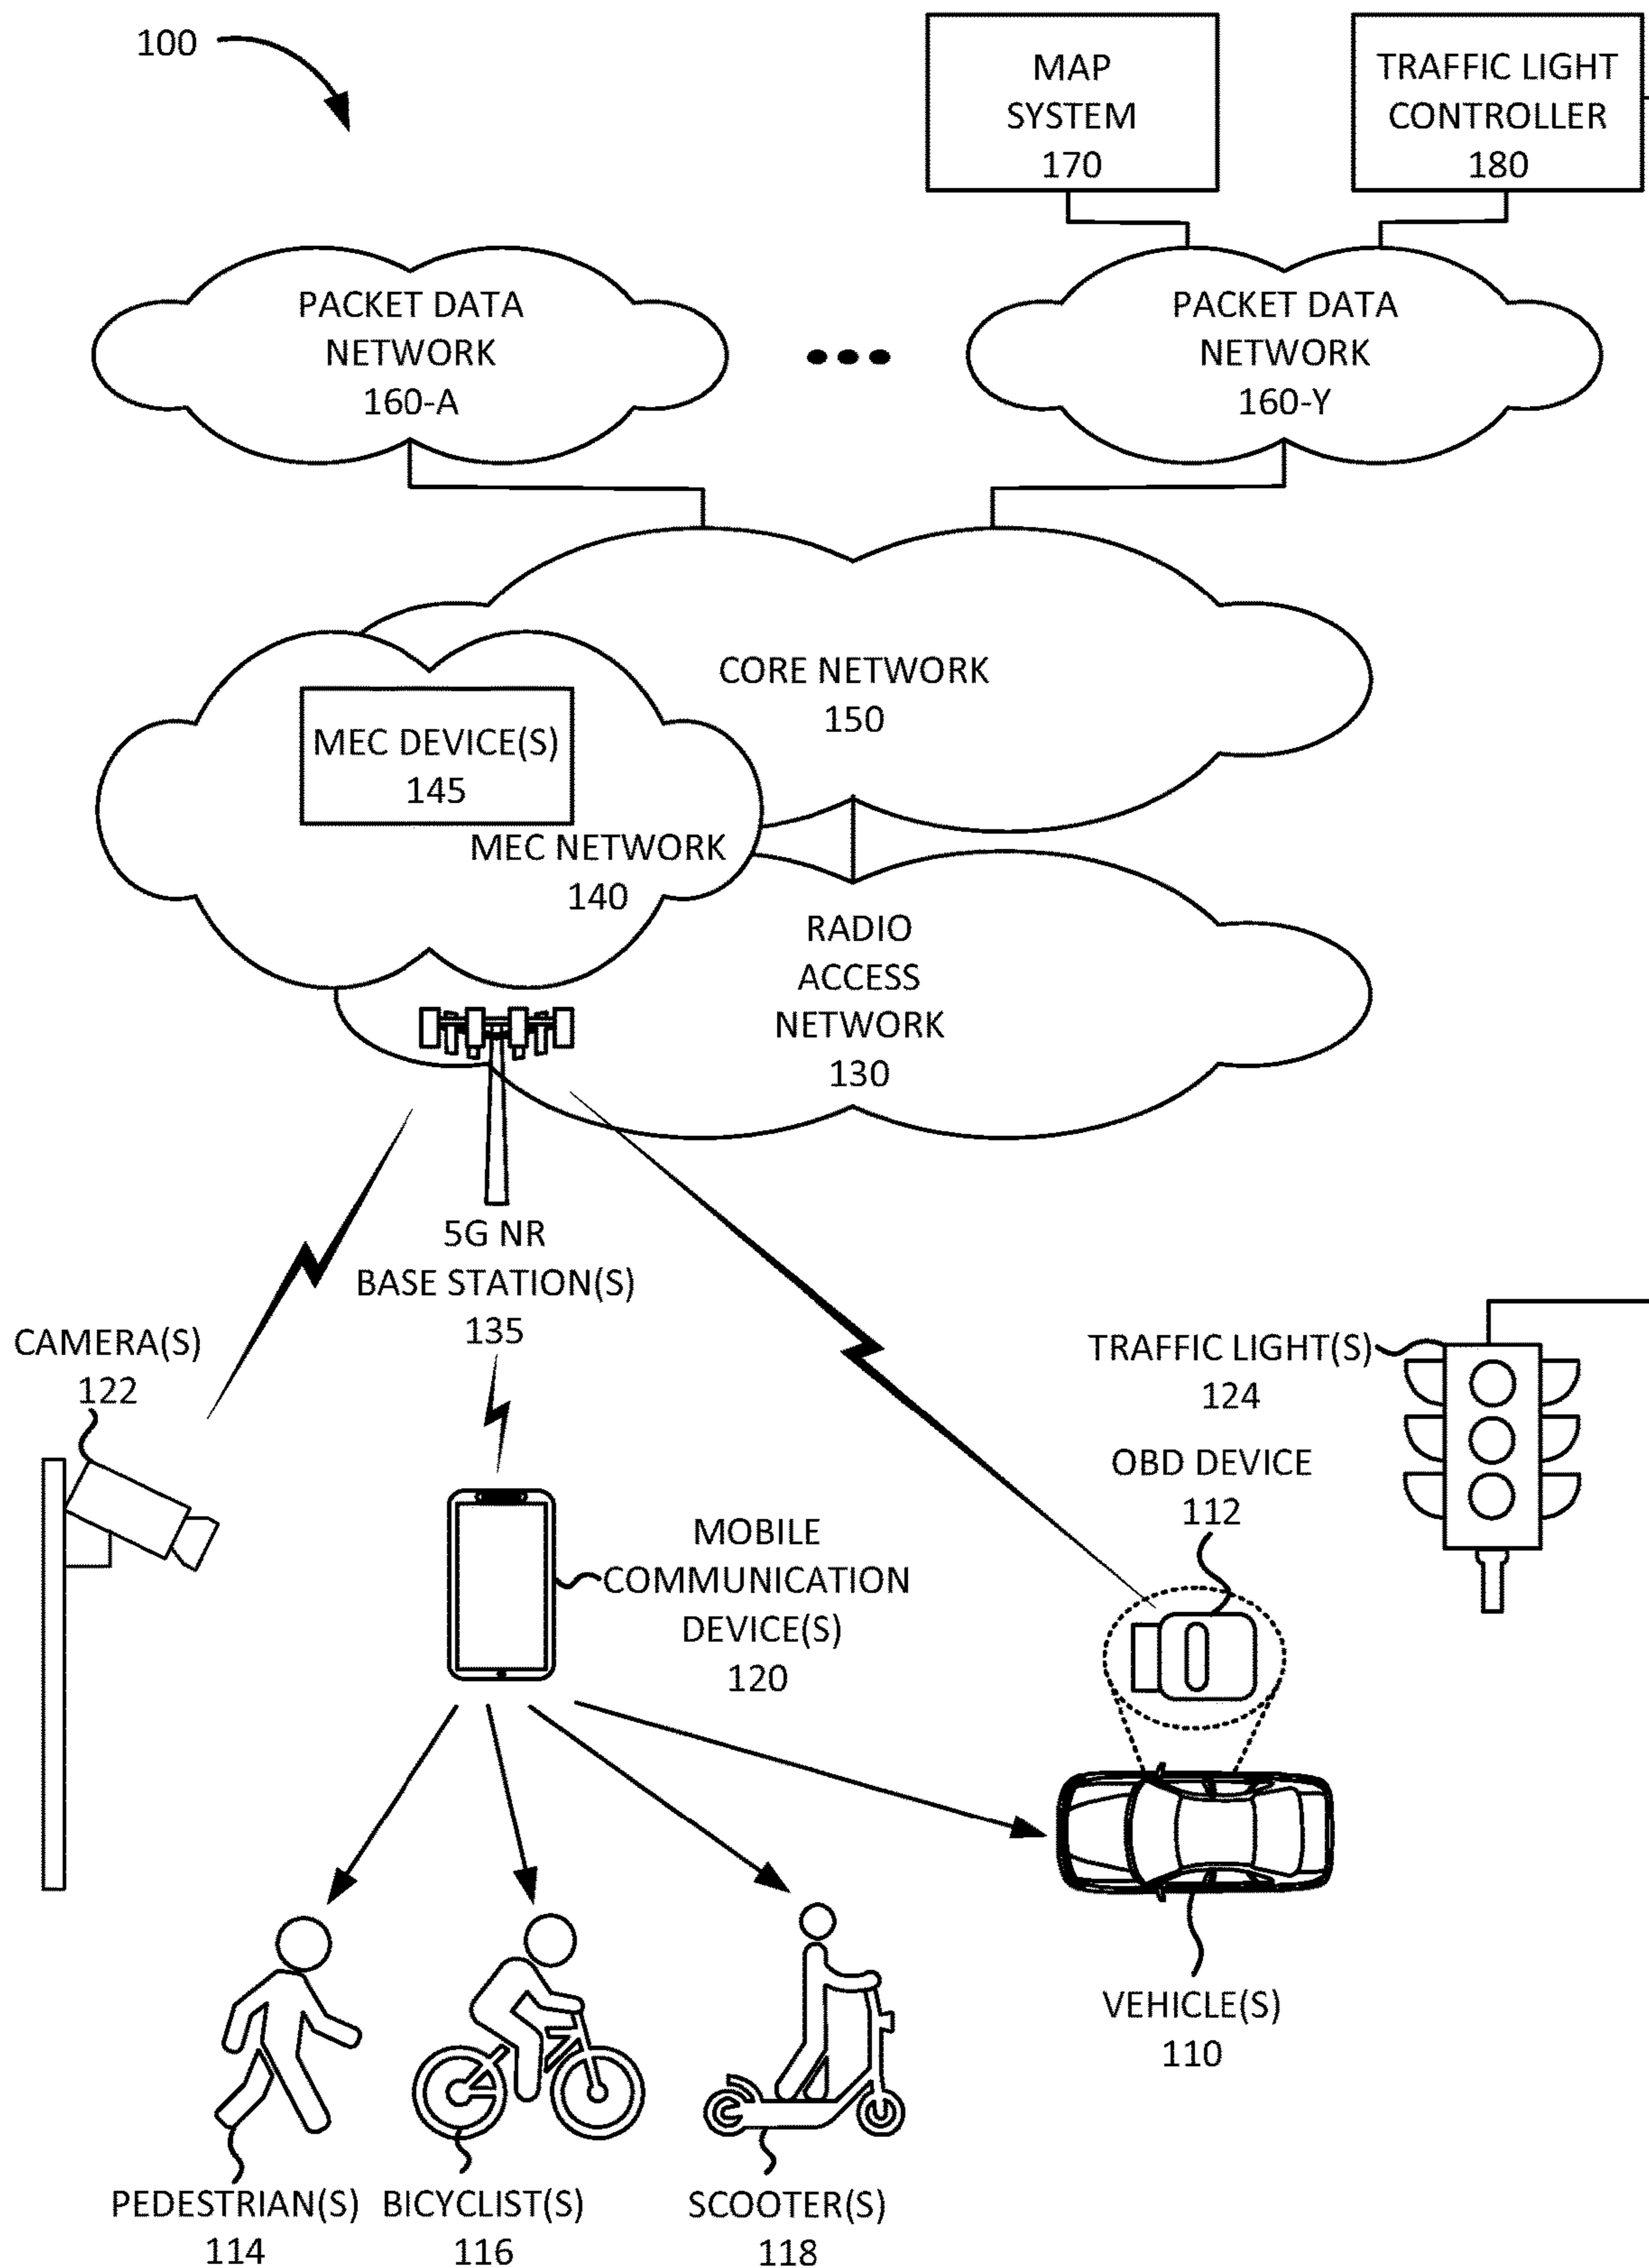 100
MAP
SYSTEM
170
TRAFFIC LIGHT
CONTROLLER
180
PACKET DATA
NETWORK
160-A
PACKET DATA
NETWORK
160-Y
CORE NETWORK
150
MEC DEVICE(S)
145
MEC NETWORK
140
RADIO
ACCESS
NETWORK
130
5G NR
BASE STATION(S)
135
CAMERA(S)
122
TRAFFIC LIGHT(S)
124
OBD DEVICE
112
MOBILE
COMMUNICATION
DEVICE(S)
120
VEHICLE(S)
110
PEDESTRIAN(S)
114
BICYCLIST(S)
116
SCOOTER(S)
118